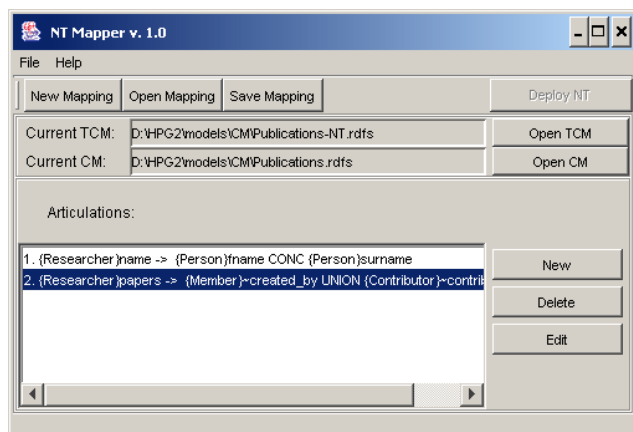 NT Mapper v. 1.0
File Help
New Mapping Open Mapping Save Mapping Deploy NT
Current TCM: D:\HPG2\models\CM\Publications-NT.rdfs Open TCM
Current CM: D:\HPG2\models\CM\Publications.rdfs Open CM
Articulations:
1. {Researcher}name -> {Person}fname CONC {Person}surname
2. {Researcher}papers -> {Member}~created_by UNION {Contributor}~contrib
New
Delete
Edit